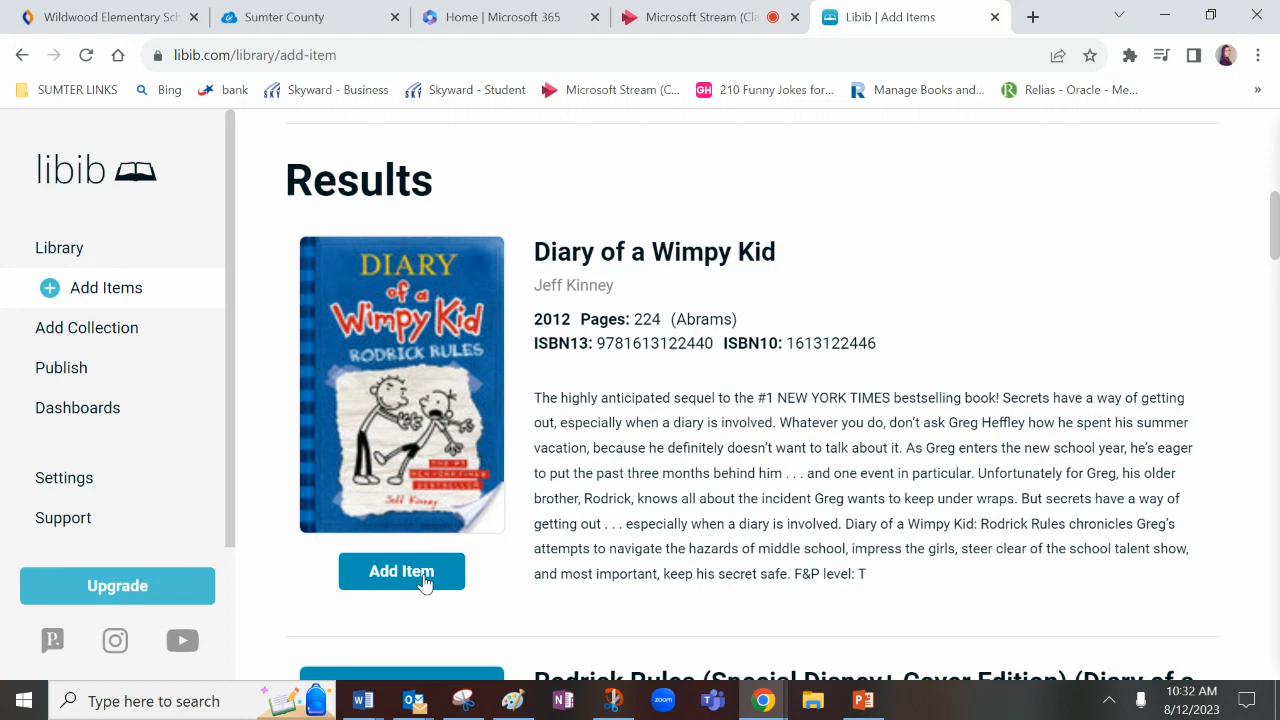 Wildwood Elementary Sch
Sumter County
Home | Microsoft 365
Microsoft Stream (Cla
Libib | Add Items
libib.com/library/add-item
SUMTER LINKS
Bing
bank
Skyward - Business
Skyward - Student
Microsoft Stream (C...
GH
210 Funny Jokes for...
Manage Books and...
Relias - Oracle - Me...
»
libib
Library
Add Items
Add Collection
Publish
Dashboards
Settings
Support
Upgrade
Results
DIARY
of a
Wimpy Kid
RODRICK RULES
Jeff Kinney
Add Item
Diary of a Wimpy Kid
Jeff Kinney
2012 Pages: 224 (Abrams)
ISBN13: 9781613122440 ISBN10: 1613122446
The highly anticipated sequel to the #1 NEW YORK TIMES bestselling book! Secrets have a way of getting
out, especially when a diary is involved. Whatever you do, don’t ask Greg Heffley how he spent his summer
vacation, because he definitely doesn’t want to talk about it. As Greg enters the new school year, he’s eager
to put the past three months behind him . . . and one event in particular. Unfortunately for Greg, his older
brother, Rodrick, knows all about the incident Greg wants to keep under wraps. But secrets have a way of
getting out . . . especially when a diary is involved. Diary of a Wimpy Kid: Rodrick Rules chronicles Greg’s
attempts to navigate the hazards of middle school, impress the girls, steer clear of the school talent show,
and most important, keep his secret safe. F&P level: T
Rodrick Rules (Special Disney+ Cover Edition) (Diary of a
Type here to search
zoom
10:32 AM
8/12/2023